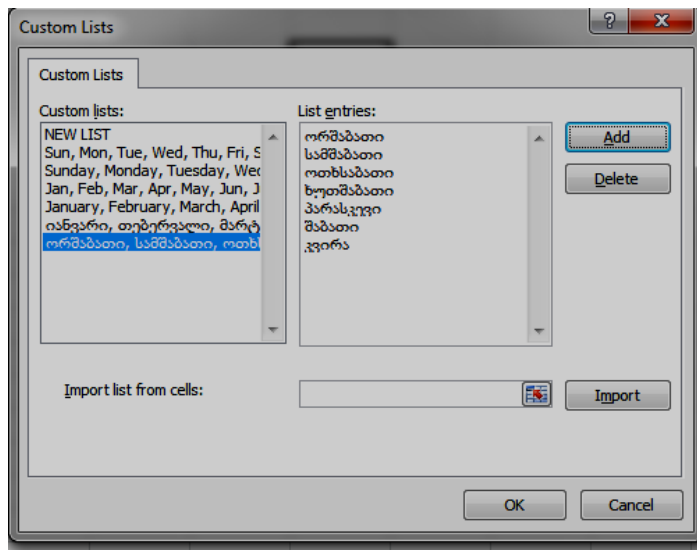 Custom Lists
Custom Lists
Custom lists:
NEW LIST
Sun, Mon, Tue, Wed, Thu, Fri, S
Sunday, Monday, Tuesday, Wed
Jan, Feb, Mar, Apr, May, Jun, J
January, February, March, April
იანვარი, თებერვალი, მარტ
ორშაბათი, სამშაბათი, ოთხს
List entries:
ორშაბათი
სამშაბათი
ოთხსაბათი
ხუთშაბათი
პარასკევი
შაბათი
კვირა
Add
Delete
Import list from cells:
Import
OK
Cancel